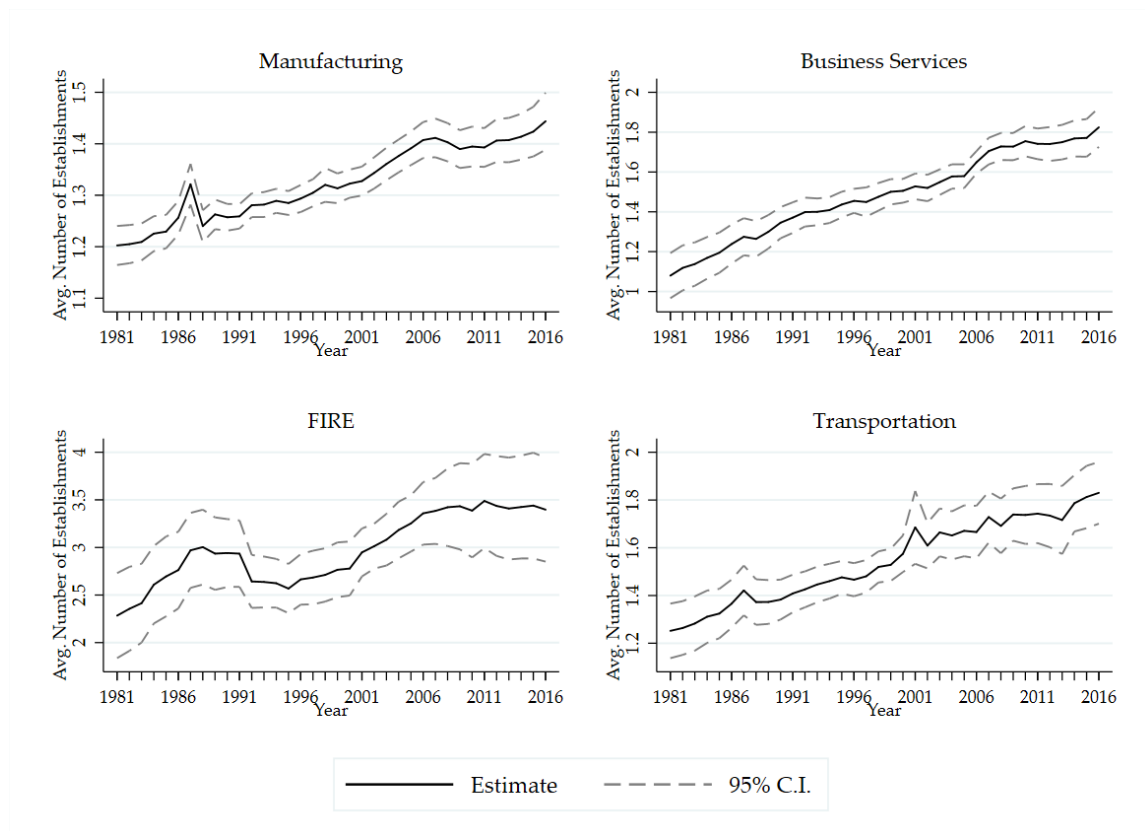 Manufacturing
Avg. Number of Establishments
1.5
1.4
1.3
1.2
1.1
1981 1986 1991 1996 2001 2006 2011 2016
Year
Business Services
Avg. Number of Establishments
2
1.8
1.6
1.4
1.2
1
1981 1986 1991 1996 2001 2006 2011 2016
Year
FIRE
Avg. Number of Establishments
4
3.5
3
2.5
2
1981 1986 1991 1996 2001 2006 2011 2016
Year
Transportation
Avg. Number of Establishments
2
1.8
1.6
1.4
1.2
1981 1986 1991 1996 2001 2006 2011 2016
Year
Estimate 95% C.I.